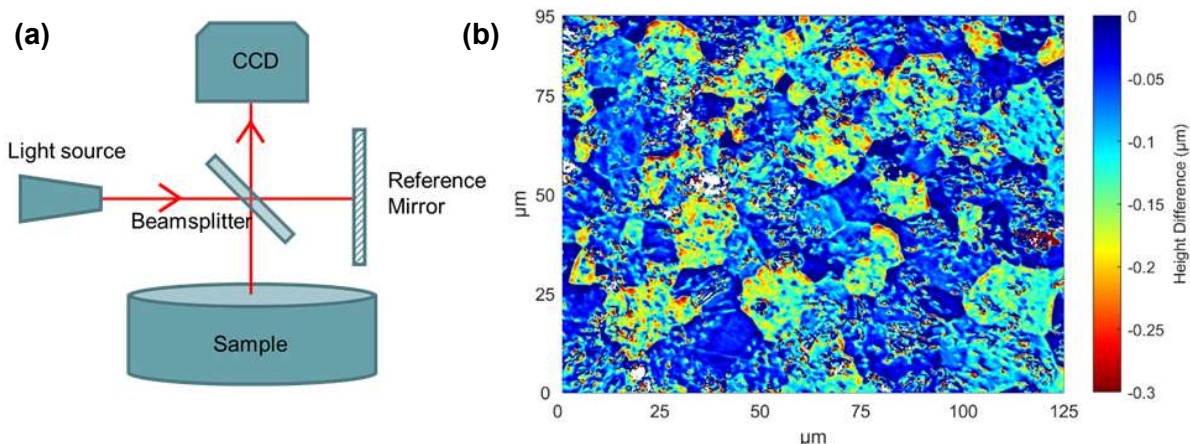 (a)
CCD
Light source
Beamsplitter
Reference
Mirror
Sample
(b)
95
75
50
25
0
µm
0
25
50
75
100
125
µm
0
-0.05
-0.1
-0.15
-0.2
-0.25
-0.3
Height Difference (µm)